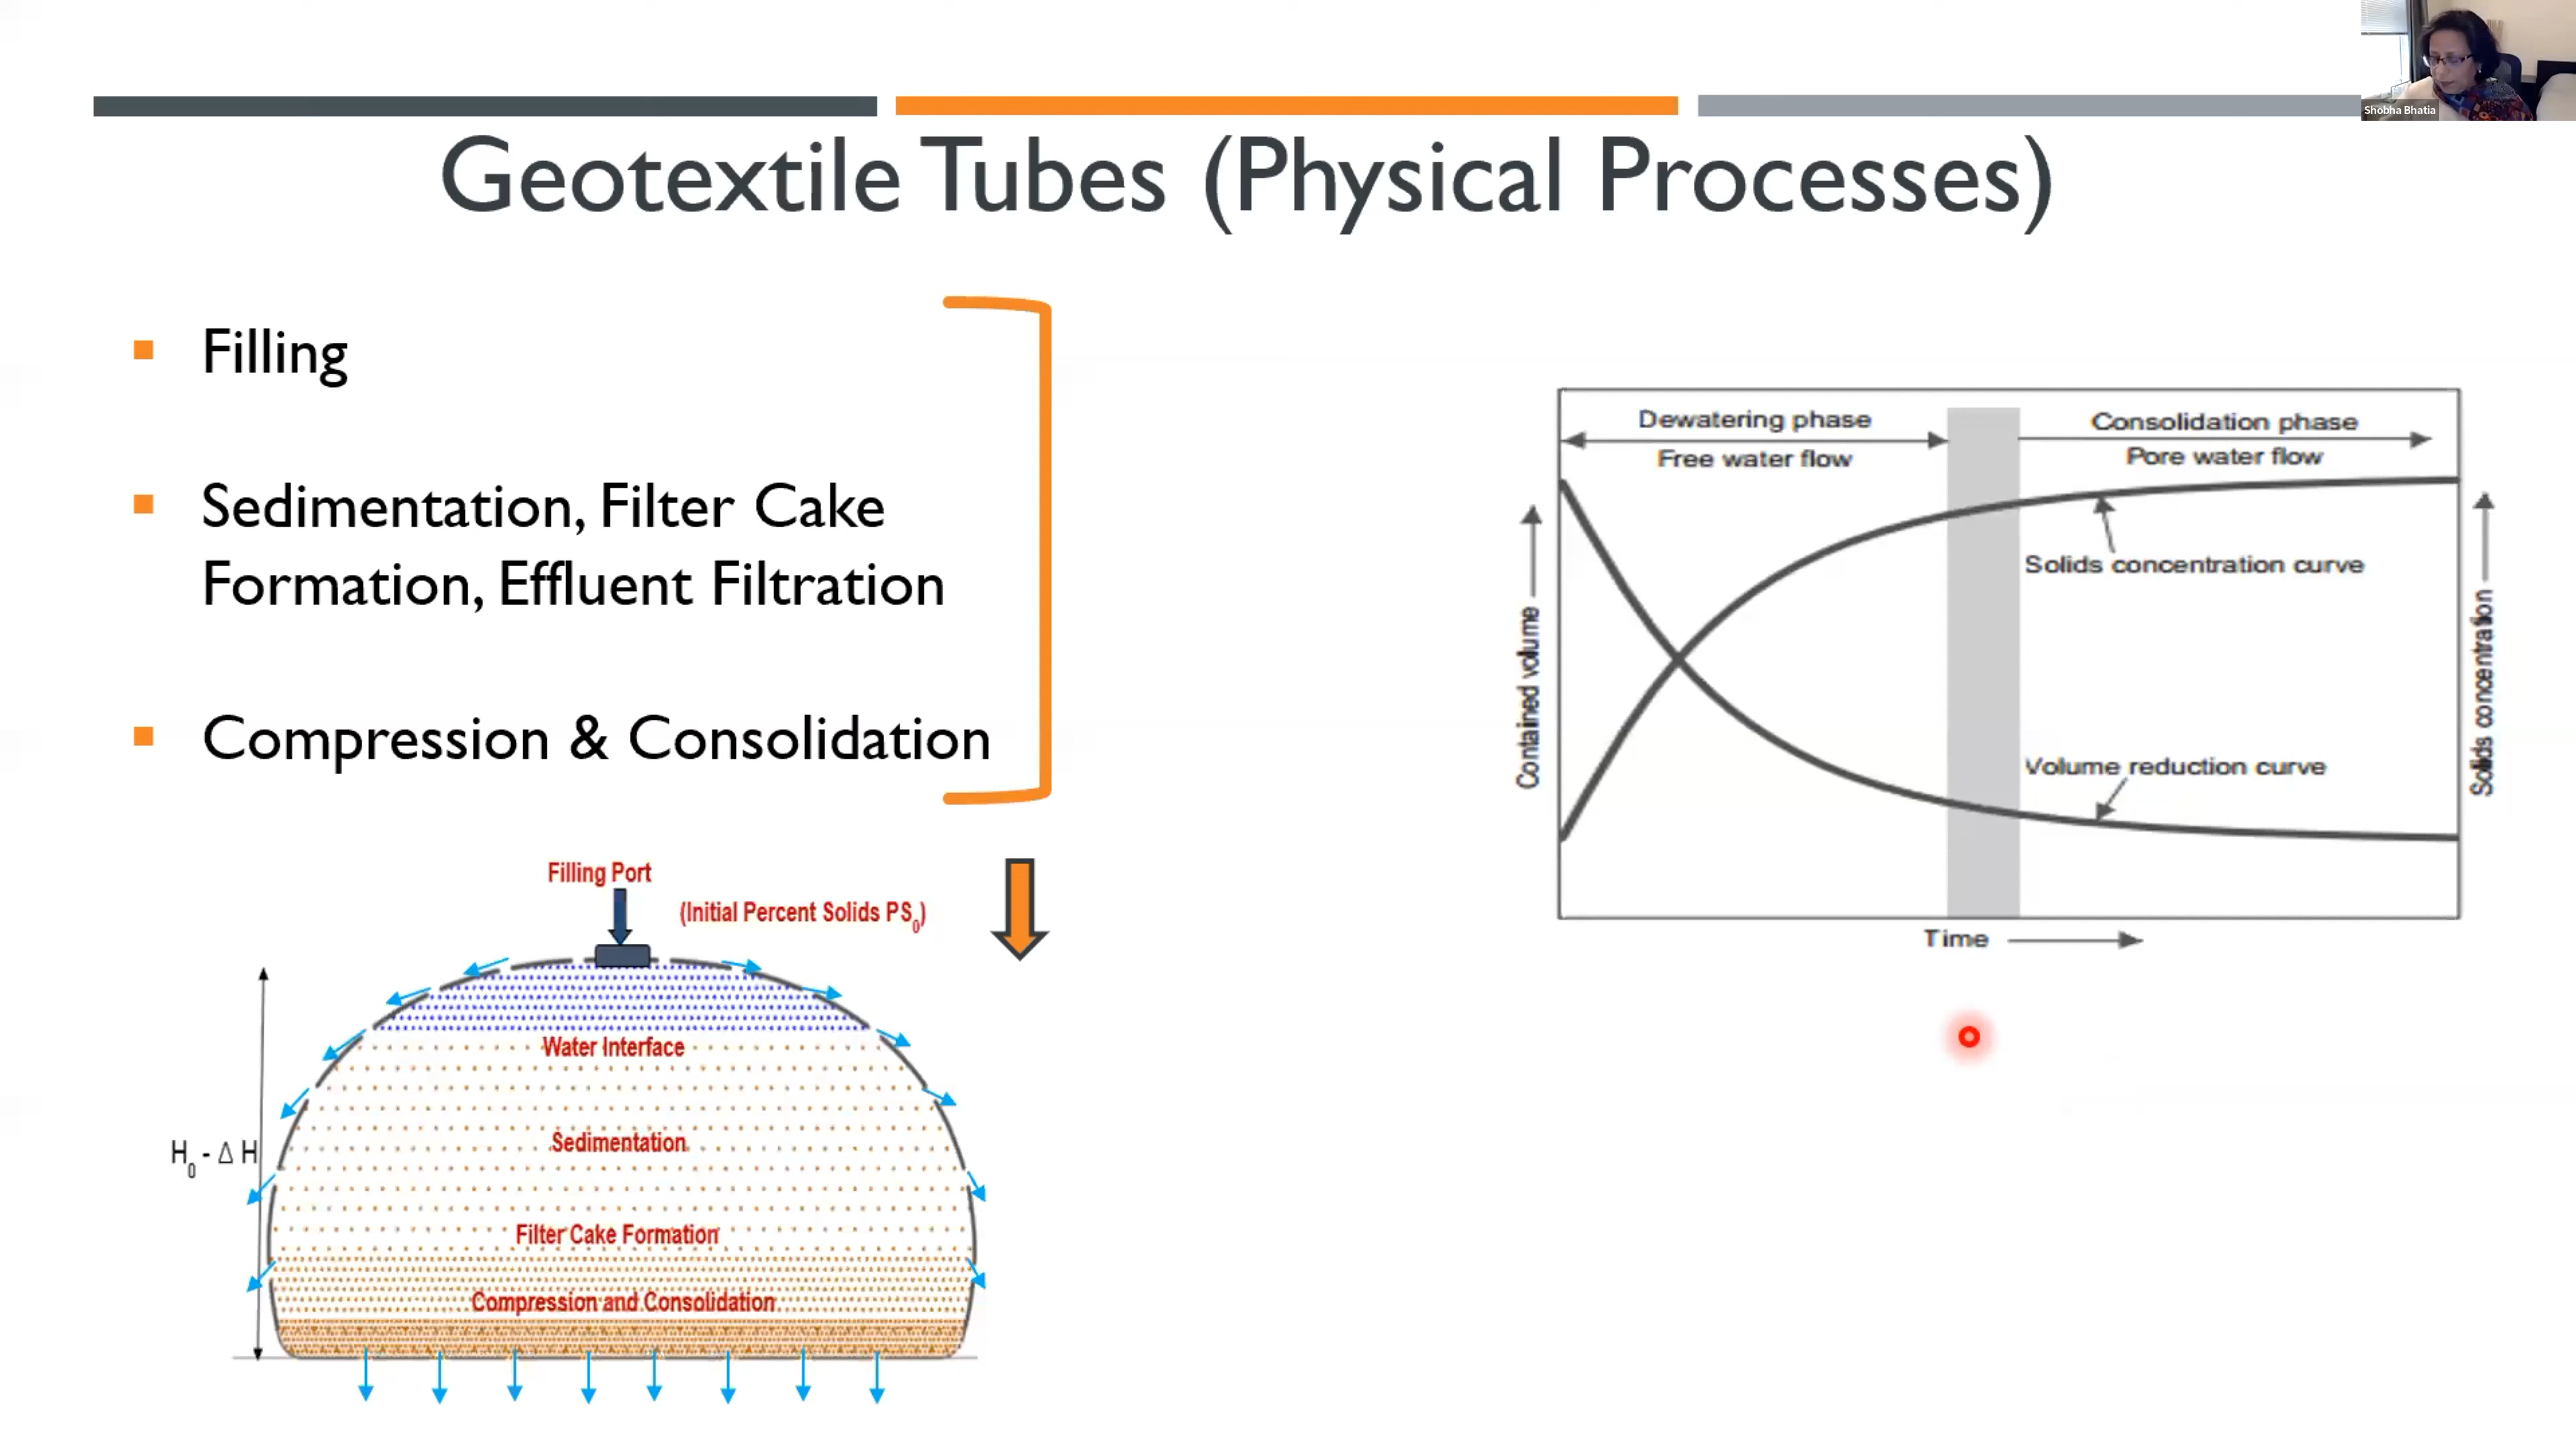 Shobha Bhatia
Geotextile Tubes (Physical Processes)
Filling
Sedimentation, Filter Cake
Formation, Effluent Filtration
Compression & Consolidation
Filling Port
(Initial Percent Solids PS0)
Water Interface
Sedimentation
H0 - Δ H
Filter Cake Formation
Compression and Consolidation
Dewatering phase
Free water flow
Consolidation phase
Pore water flow
Solids concentration curve
Volume reduction curve
Contained volume
Solids concentration
Time